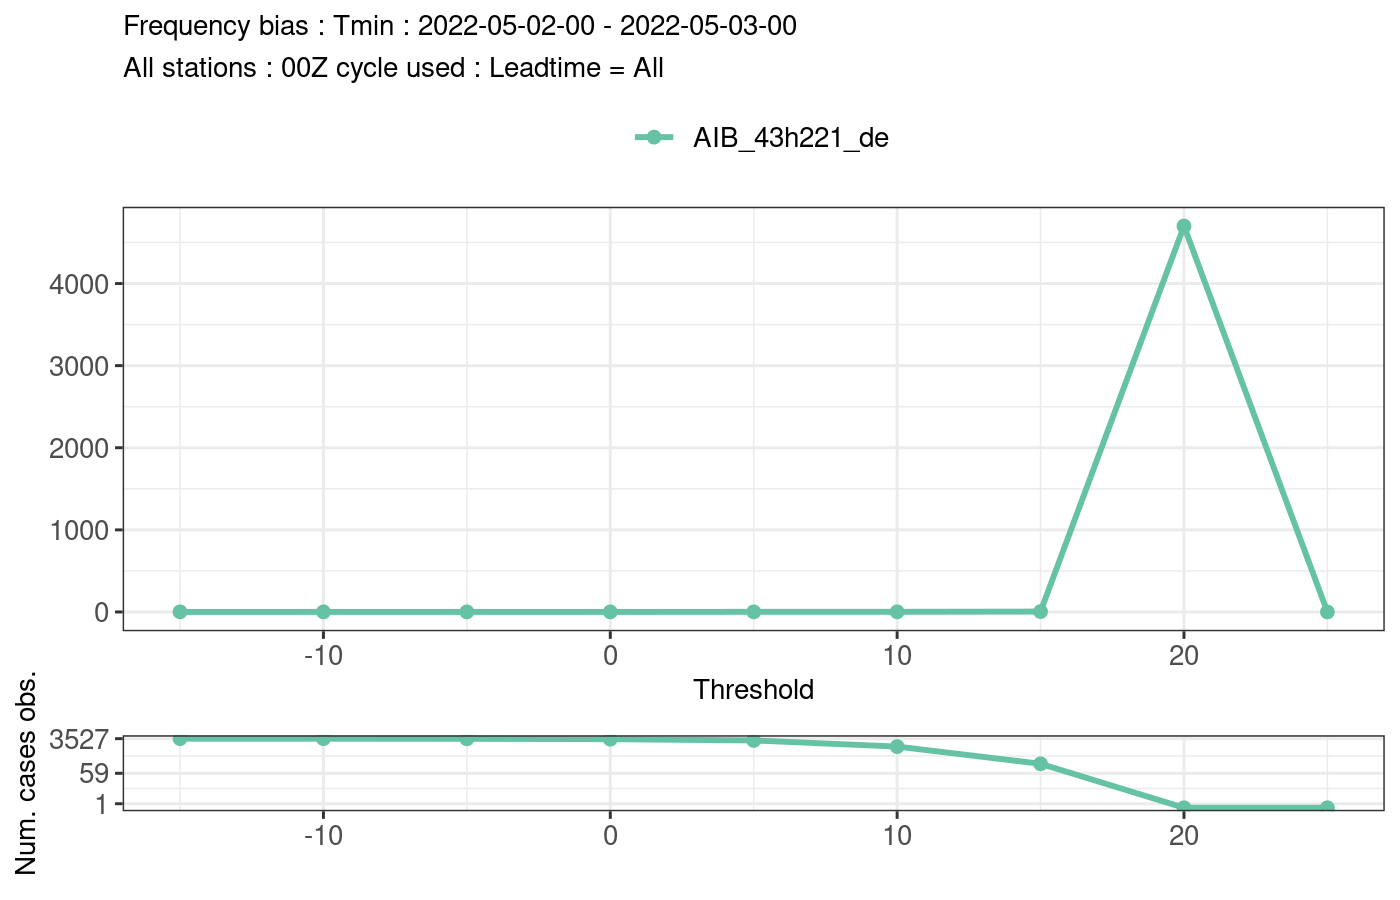 Frequency bias : Tmin : 2022-05-02-00 - 2022-05-03-00
All stations : 00Z cycle used : Leadtime = All
AIB_43h221_de
4000
3000
2000
1000
0
-10 0 10 20
Threshold
Num. cases obs.
3527
59
1
-10 0 10 20